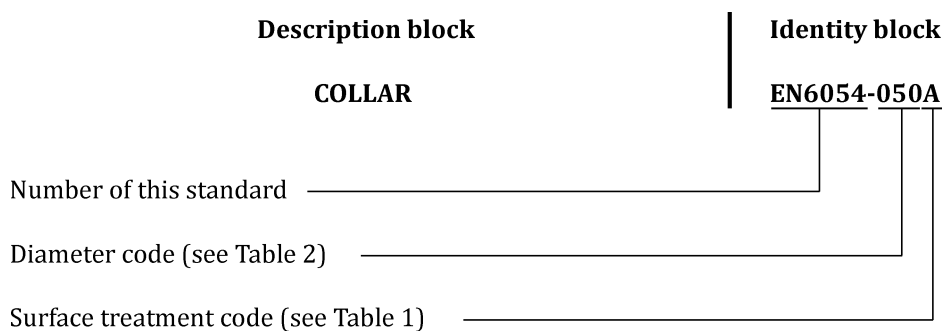 Description block Identity block
COLLAR EN6054-050A
Number of this standard
Diameter code (see Table 2)
Surface treatment code (see Table 1)